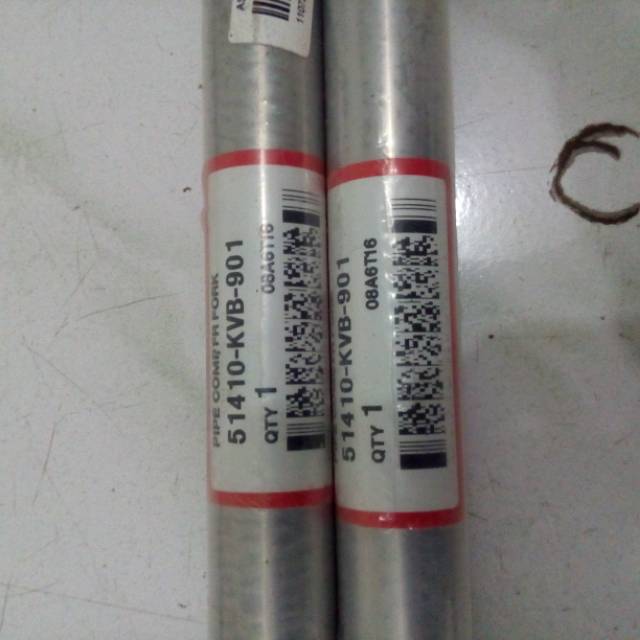 PIPE COMP, FR FORK
51410-KVB-901
08A6T16
QTY 1
51410-KVB-901
08A6T16
QTY 1